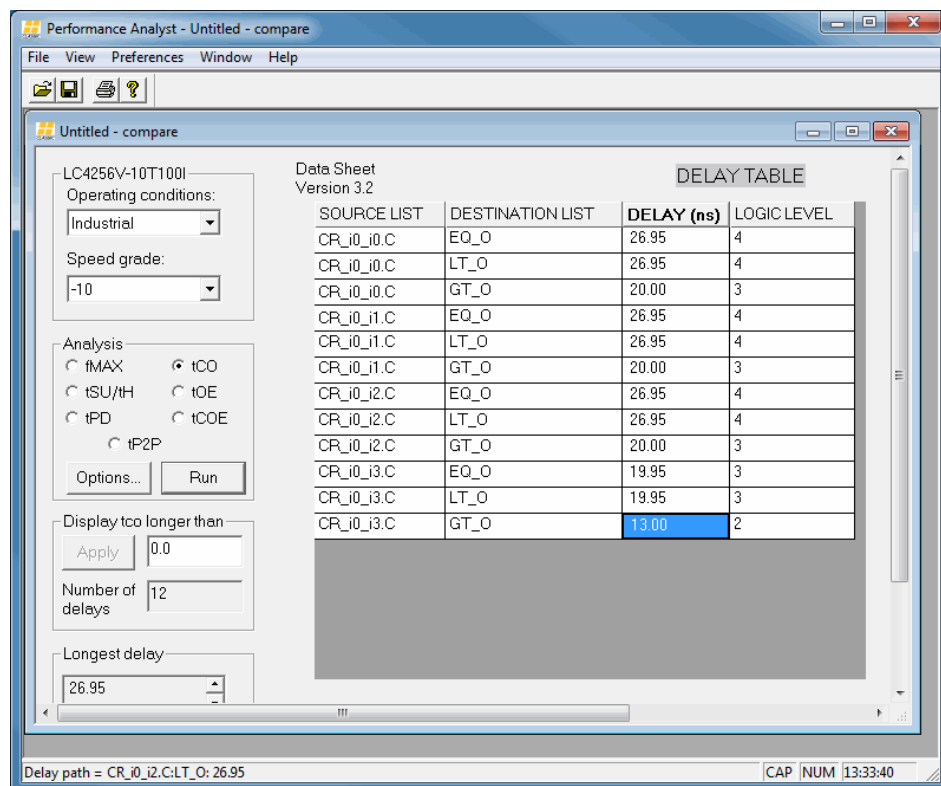 Performance Analyst - Untitled - compare
File View Preferences Window Help
Untitled - compare
LC4256V-10T100I
Operating conditions:
Industrial
Speed grade:
-10
Analysis
fMAX tCO
tSU/tH tOE
tPD tCOE
tP2P
Options... Run
Display tco longer than
Apply 0.0
Number of delays 12
Longest delay
26.95
Data Sheet
Version 3.2
DELAY TABLE
SOURCE LIST DESTINATION LIST DELAY (ns) LOGIC LEVEL
CR_i0_i0.C EQ_O 26.95 4
CR_i0_i0.C LT_O 26.95 4
CR_i0_i0.C GT_O 20.00 3
CR_i0_i1.C EQ_O 26.95 4
CR_i0_i1.C LT_O 26.95 4
CR_i0_i1.C GT_O 20.00 3
CR_i0_i2.C EQ_O 26.95 4
CR_i0_i2.C LT_O 26.95 4
CR_i0_i2.C GT_O 20.00 3
CR_i0_i3.C EQ_O 19.95 3
CR_i0_i3.C LT_O 19.95 3
CR_i0_i3.C GT_O 13.00 2
Delay path = CR_i0_i2.C:LT_O: 26.95 CAP NUM 13:33:40